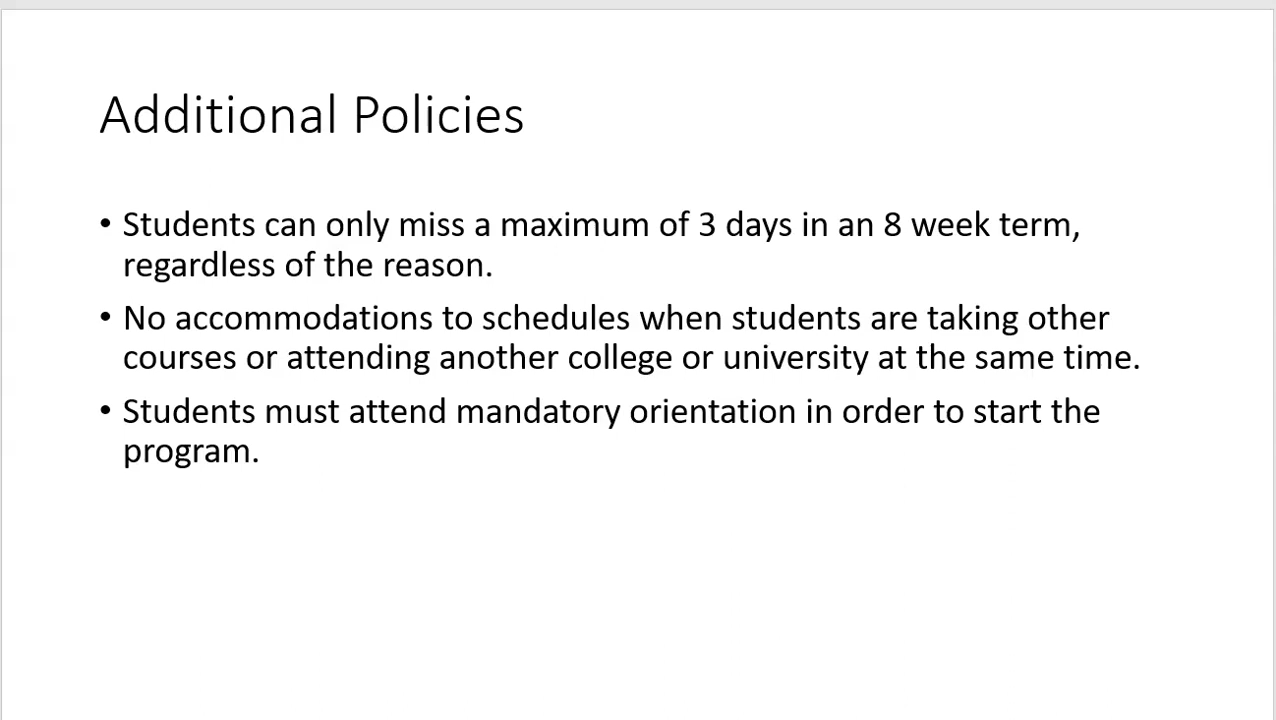 Additional Policies
• Students can only miss a maximum of 3 days in an 8 week term,
regardless of the reason.
• No accommodations to schedules when students are taking other
courses or attending another college or university at the same time.
• Students must attend mandatory orientation in order to start the
program.